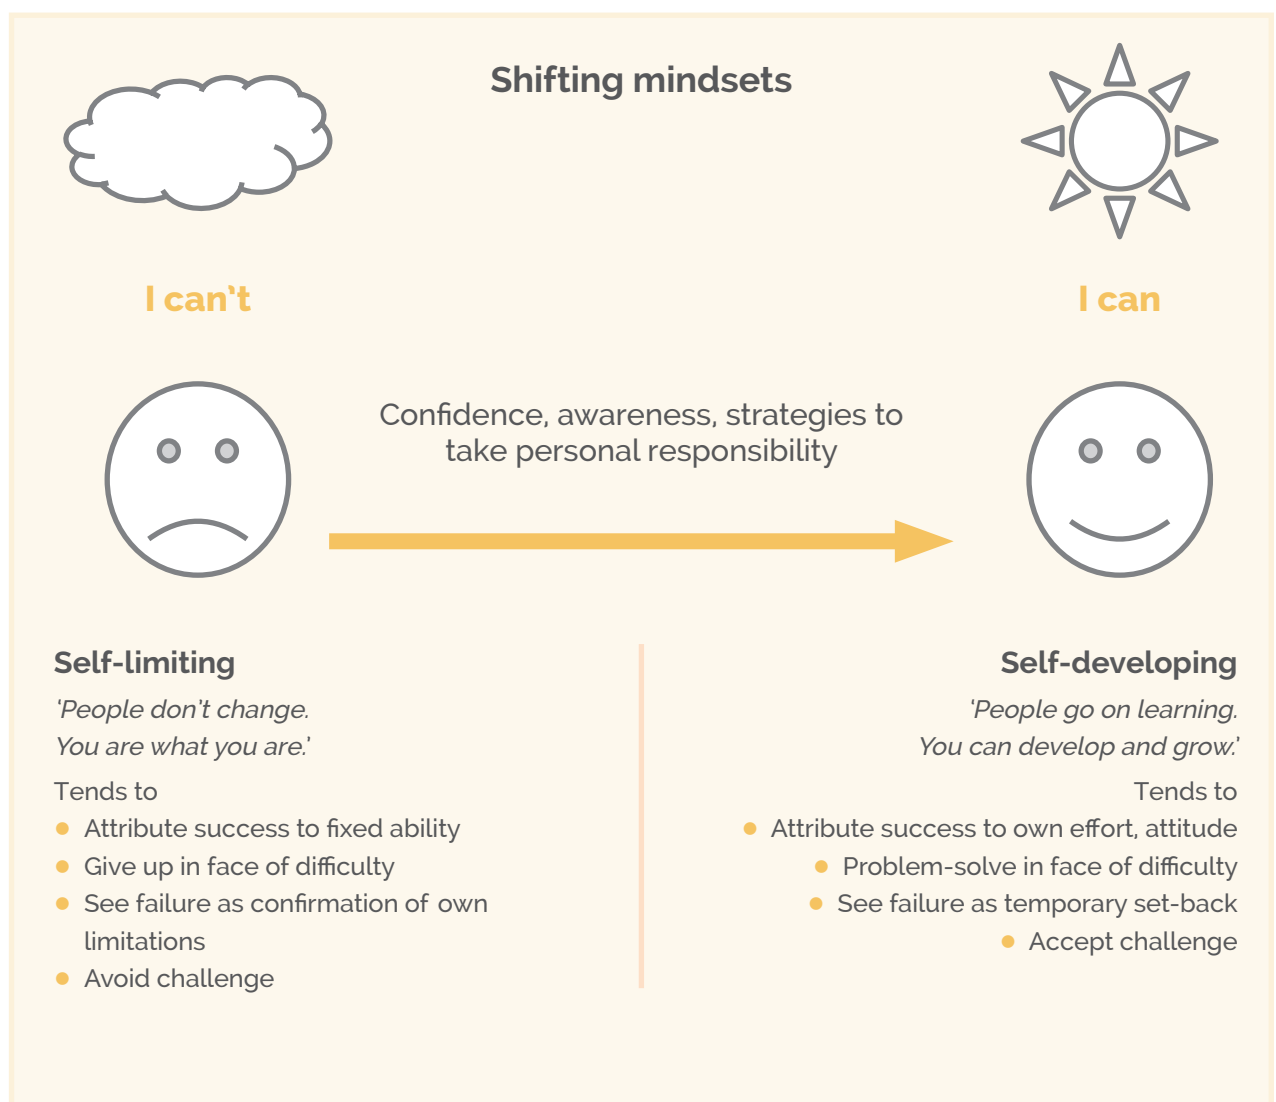 Shifting mindsets
I can't
I can
Confidence, awareness, strategies to
take personal responsibility
Self-limiting
‘People don’t change.
You are what you are.’
Tends to
● Attribute success to fixed ability
● Give up in face of difficulty
● See failure as confirmation of own
limitations
● Avoid challenge
Self-developing
‘People go on learning.
You can develop and grow.’
Tends to
● Attribute success to own effort, attitude
● Problem-solve in face of difficulty
● See failure as temporary set-back
● Accept challenge